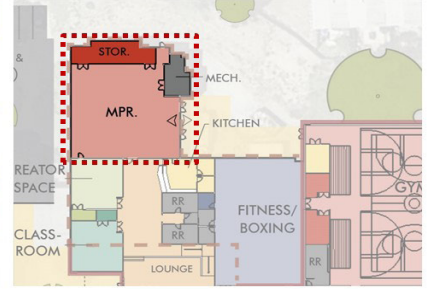 STOR.
&
MECH.
MPR.
KITCHEN
REATOR
SPACE
GYM
RR
FITNESS/
BOXING
CLASS-
ROOM
RR
RR
LOUNGE